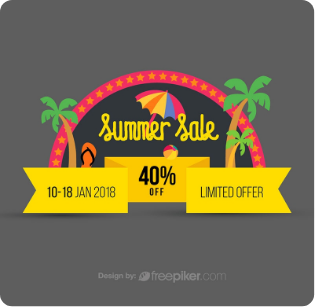 Summer Sale
40%
OFF
10-18 JAN 2018
LIMITED OFFER
Design by: freepiker.com